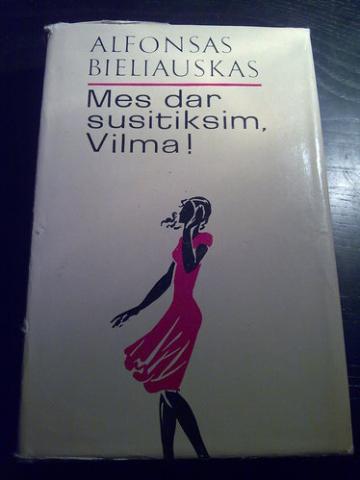 ALFONSAS
BIELIAUSKAS
Mes dar
susitiksim,
Vilma!